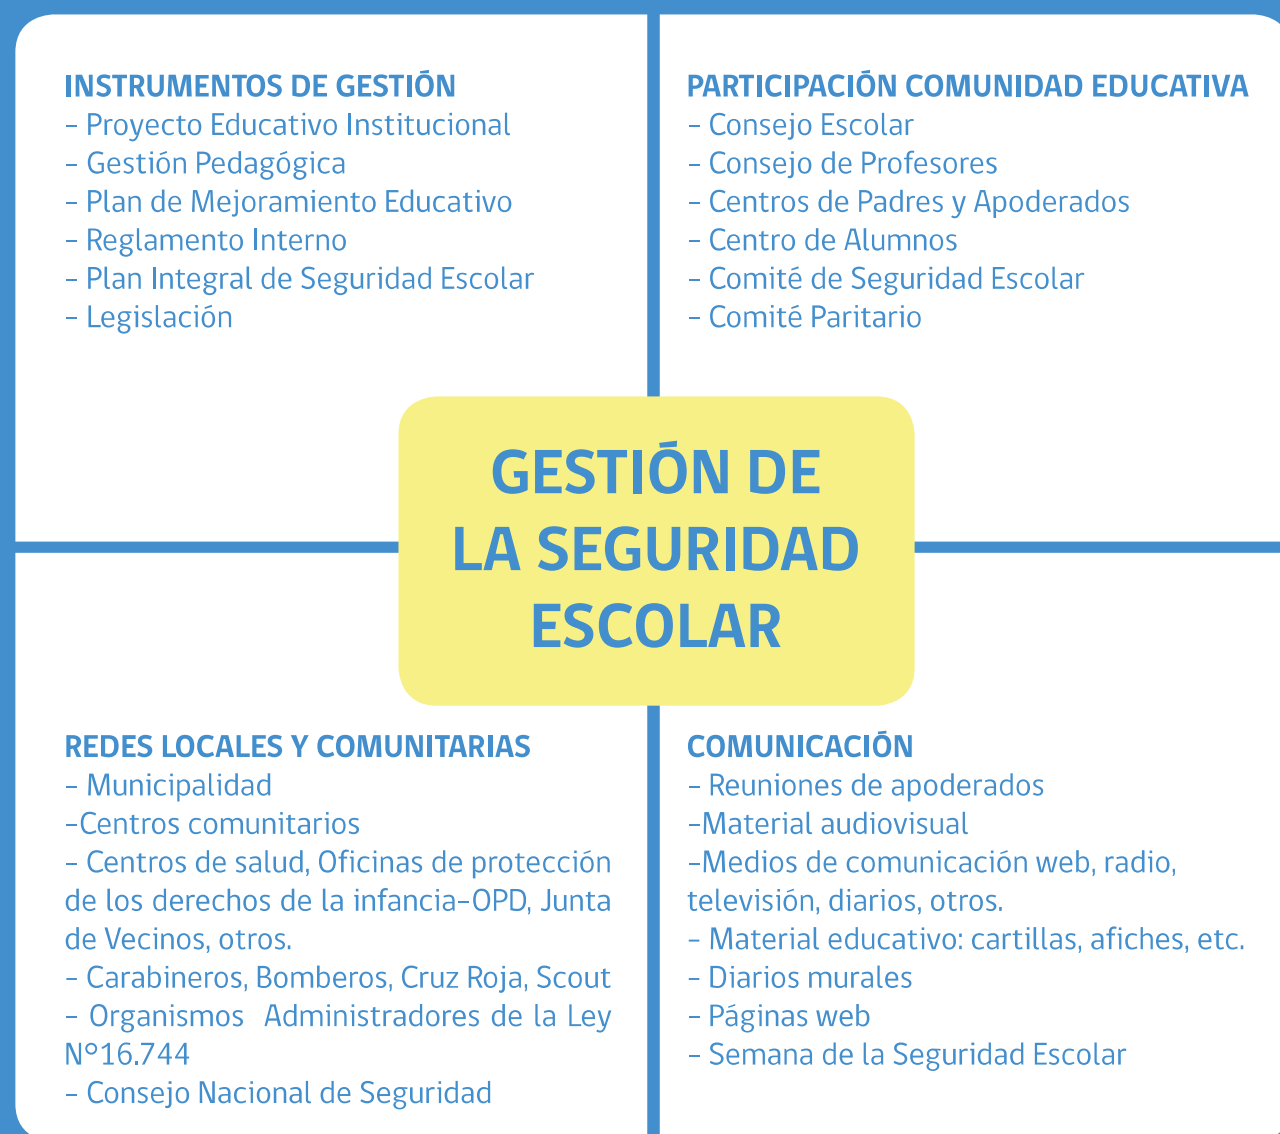 INSTRUMENTOS DE GESTIÓN
- Proyecto Educativo Institucional
- Gestión Pedagógica
- Plan de Mejoramiento Educativo
- Reglamento Interno
- Plan Integral de Seguridad Escolar
- Legislación
PARTICIPACIÓN COMUNIDAD EDUCATIVA
- Consejo Escolar
- Consejo de Profesores
- Centros de Padres y Apoderados
- Centro de Alumnos
- Comité de Seguridad Escolar
- Comité Paritario
GESTIÓN DE
LA SEGURIDAD
ESCOLAR
REDES LOCALES Y COMUNITARIAS
- Municipalidad
-Centros comunitarios
- Centros de salud, Oficinas de protección
de los derechos de la infancia-OPD, Junta
de Vecinos, otros.
- Carabineros, Bomberos, Cruz Roja, Scout
- Organismos Administradores de la Ley
N°16.744
- Consejo Nacional de Seguridad
COMUNICACIÓN
- Reuniones de apoderados
-Material audiovisual
-Medios de comunicación web, radio,
televisión, diarios, otros.
- Material educativo: cartillas, afiches, etc.
- Diarios murales
- Páginas web
- Semana de la Seguridad Escolar